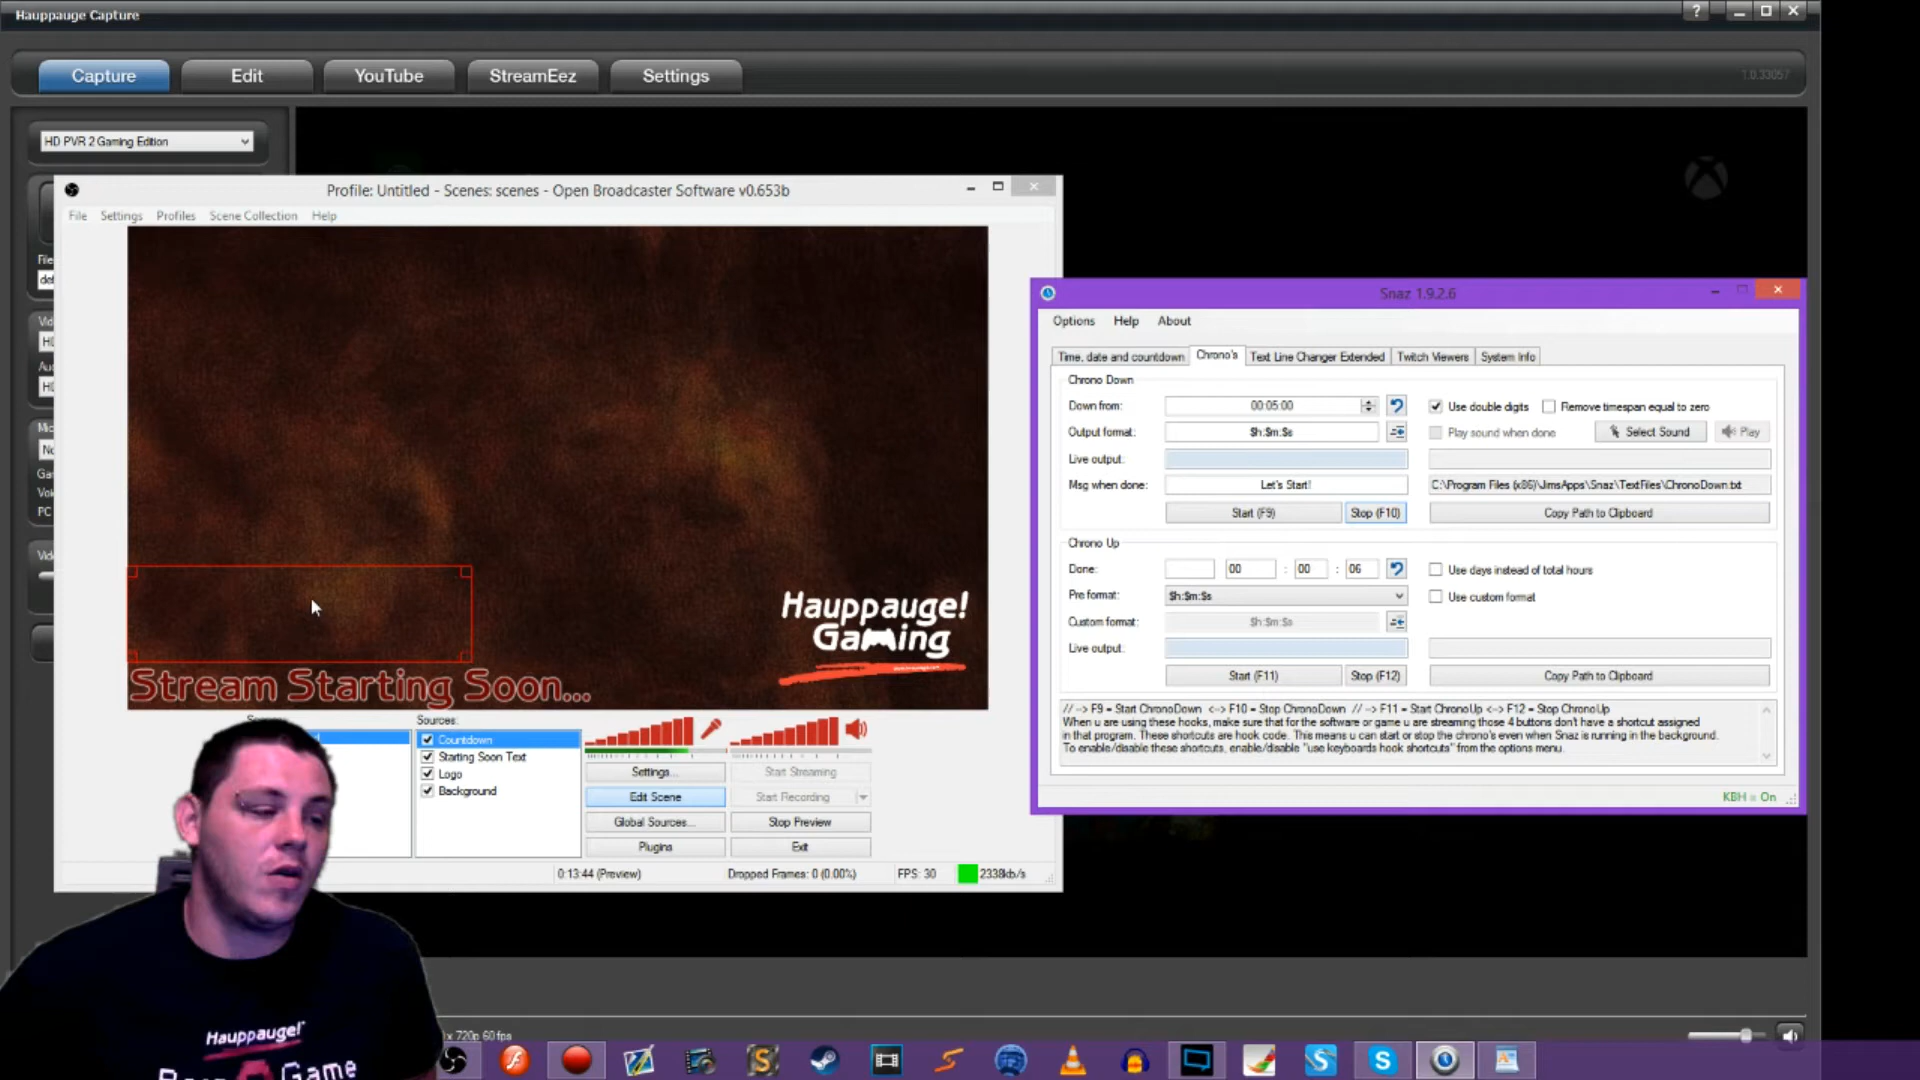 Hauppauge Capture
Capture
Edit
YouTube
StreamEez
Settings
1.0.33057
HD PVR 2 Gaming Edition
Profile: Untitled - Scenes: scenes - Open Broadcaster Software v0.653b
File Settings Profiles Scene Collection Help
Hauppauge!
Gaming
Stream Starting Soon...
Sources:
Countdown
Starting Soon Text
Logo
Background
Settings...
Start Streaming
Edit Scene
Start Recording
Global Sources...
Stop Preview
Plugins
Exit
0:13:44 (Preview)
Dropped Frames: 0 (0.00%)
FPS: 30
2338kb/s
Snaz 1.9.2.6
Options Help About
Time, date and countdown
Chrono's
Text Line Changer Extended
Twitch Viewers
System Info
Chrono Down
Down from:
00:05:00
Use double digits
Remove timespan equal to zero
Output format:
$h:$m:$s
Play sound when done
Select Sound
Play
Live output:
Msg when done:
Let's Start!
C:\Program Files (x86)\JimsApps\Snaz\TextFiles\ChronoDown.txt
Start (F9)
Stop (F10)
Copy Path to Clipboard
Chrono Up
Done:
00 : 00 : 06
Use days instead of total hours
Pre format:
$h:$m:$s
Use custom format
Custom format:
$h:$m:$s
Live output:
Start (F11)
Stop (F12)
Copy Path to Clipboard
// --> F9 = Start ChronoDown <--> F10 = Stop ChronoDown // --> F11 = Start ChronoUp <--> F12 = Stop ChronoUp
When u are using these hooks, make sure that for the software or game u are streaming those 4 buttons don't have a shortcut assigned
in that program. These shortcuts are hook code. This means u can start or stop the chrono's even when Snaz is running in the background.
To enable/disable these shortcuts, enable/disable "use keyboards hook shortcuts" from the options menu.
KBH = On
x 720p 60 fps
Hauppauge!
Game